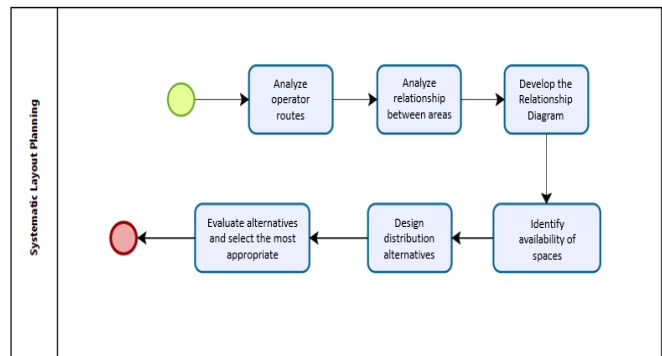 Systematic Layout Planning
Analyze
operator
routes
Analyze
relationship
between areas
Develop the
Relationship
Diagram
Identify
availability of
spaces
Design
distribution
alternatives
Evaluate alternatives
and select the most
appropriate